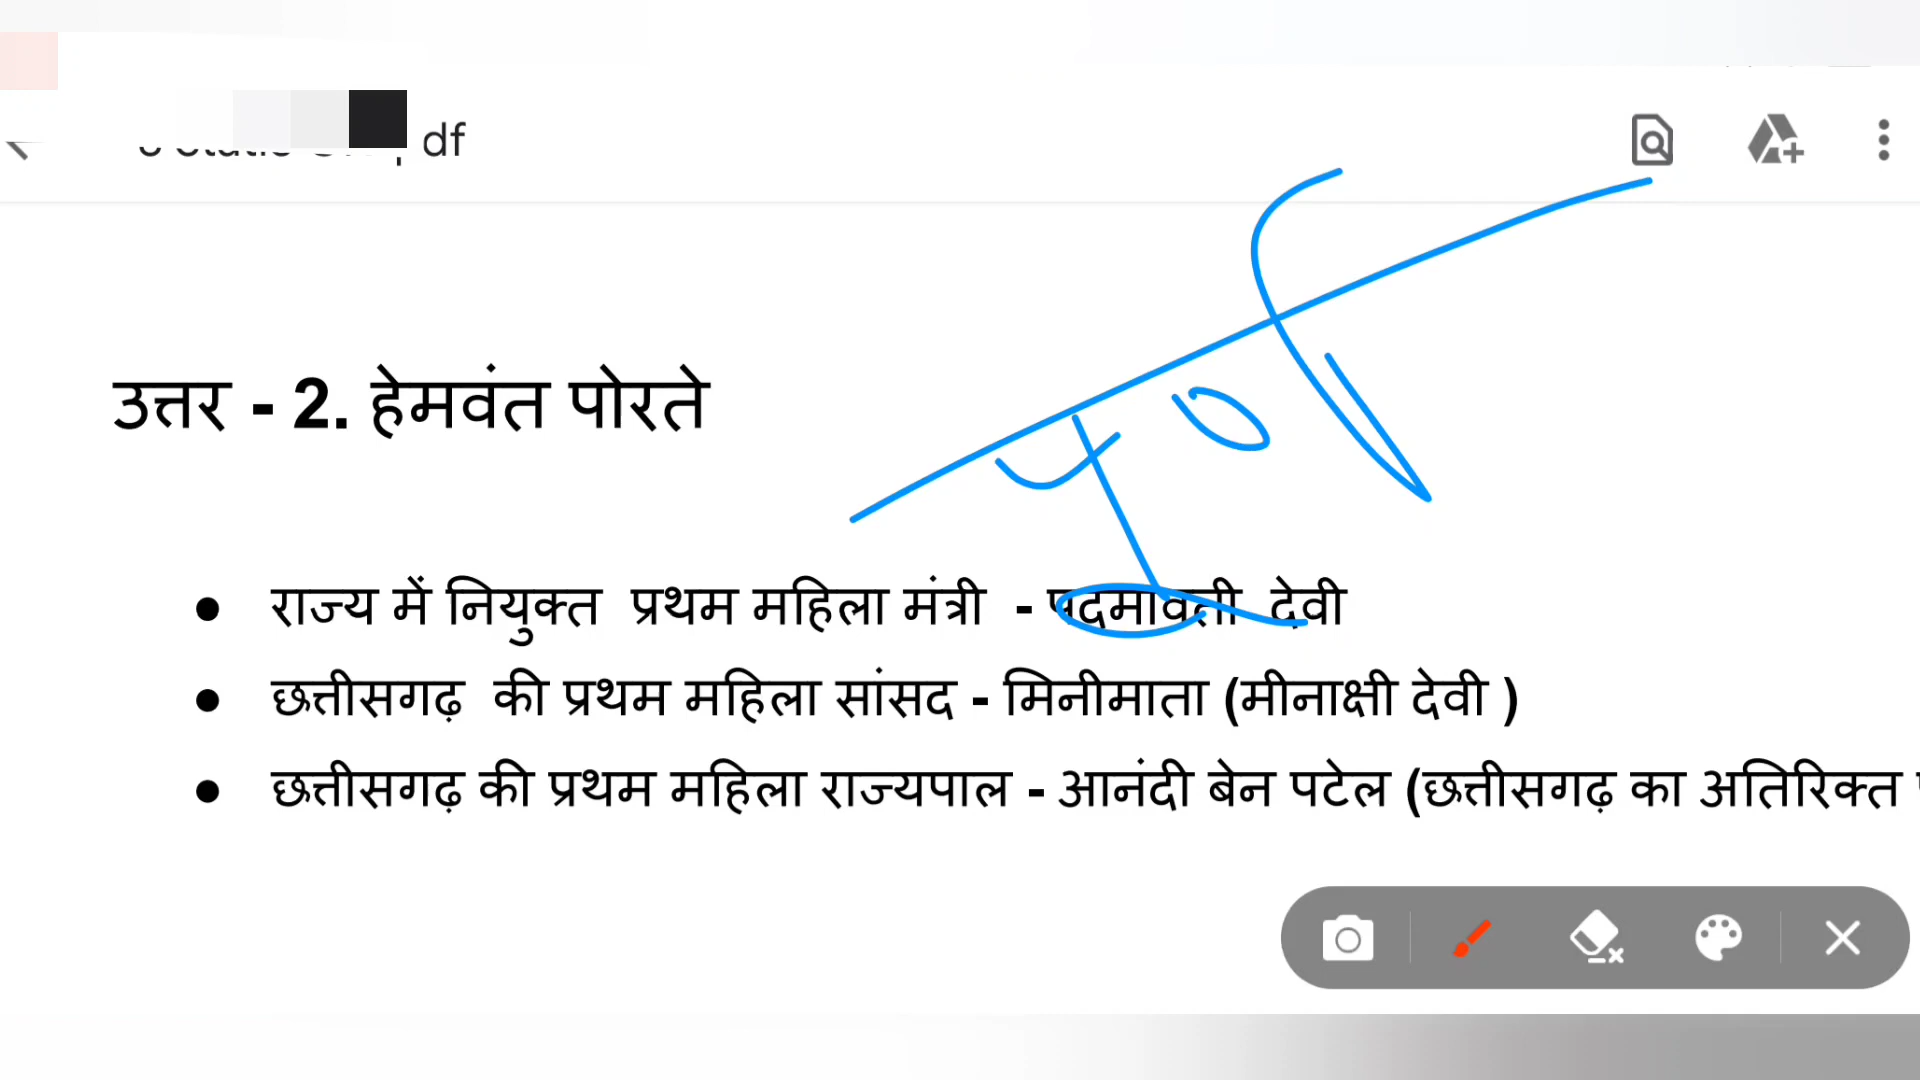 df
उत्तर - 2. हेमवंत पोरते
● राज्य में नियुक्त प्रथम महिला मंत्री - पदमावती देवी
● छत्तीसगढ़ की प्रथम महिला सांसद - मिनीमाता (मीनाक्षी देवी )
● छत्तीसगढ़ की प्रथम महिला राज्यपाल - आनंदी बेन पटेल (छत्तीसगढ़ का अतिरिक्त